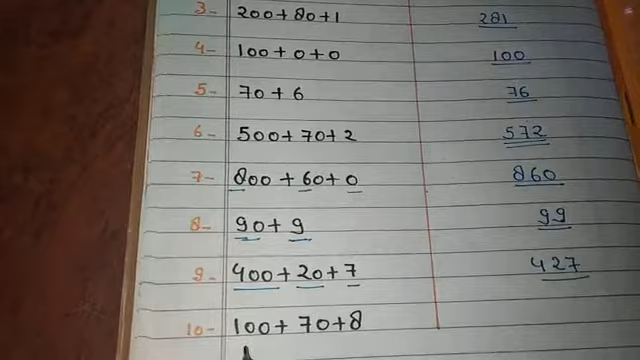 3- 200+80+1 281
4- 100+0+0 100
5- 70+6 76
6- 500+70+2 572
7- 800+60+0 860
8- 90+9 99
9- 400+20+7 427
10- 100+70+8